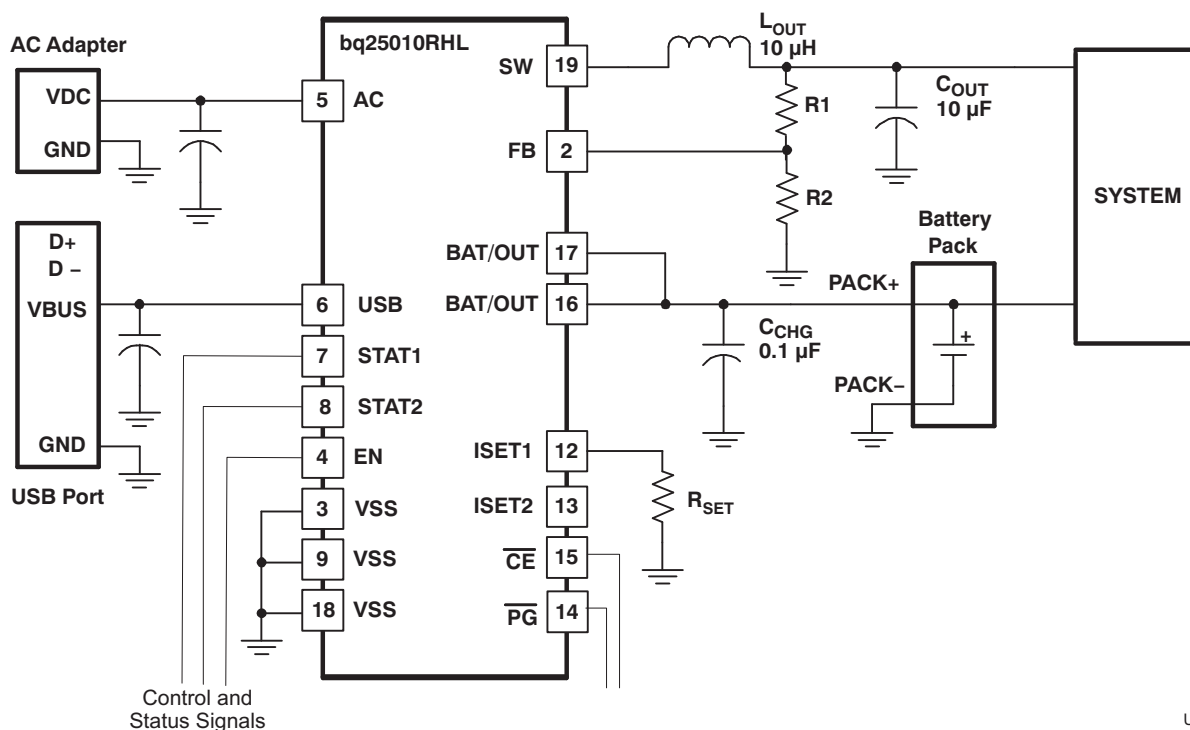 AC Adapter
VDC
GND
D+
D –
VBUS
GND
USB Port
bq25010RHL
5 AC
6 USB
7 STAT1
8 STAT2
4 EN
3 VSS
9 VSS
18 VSS
SW 19
FB 2
BAT/OUT 17
BAT/OUT 16
ISET1 12
ISET2 13
CE 15
PG 14
LOUT
10 µH
R1
R2
COUT
10 µF
SYSTEM
Battery
Pack
PACK+
+
PACK–
CCHG
0.1 µF
RSET
Control and
Status Signals
U